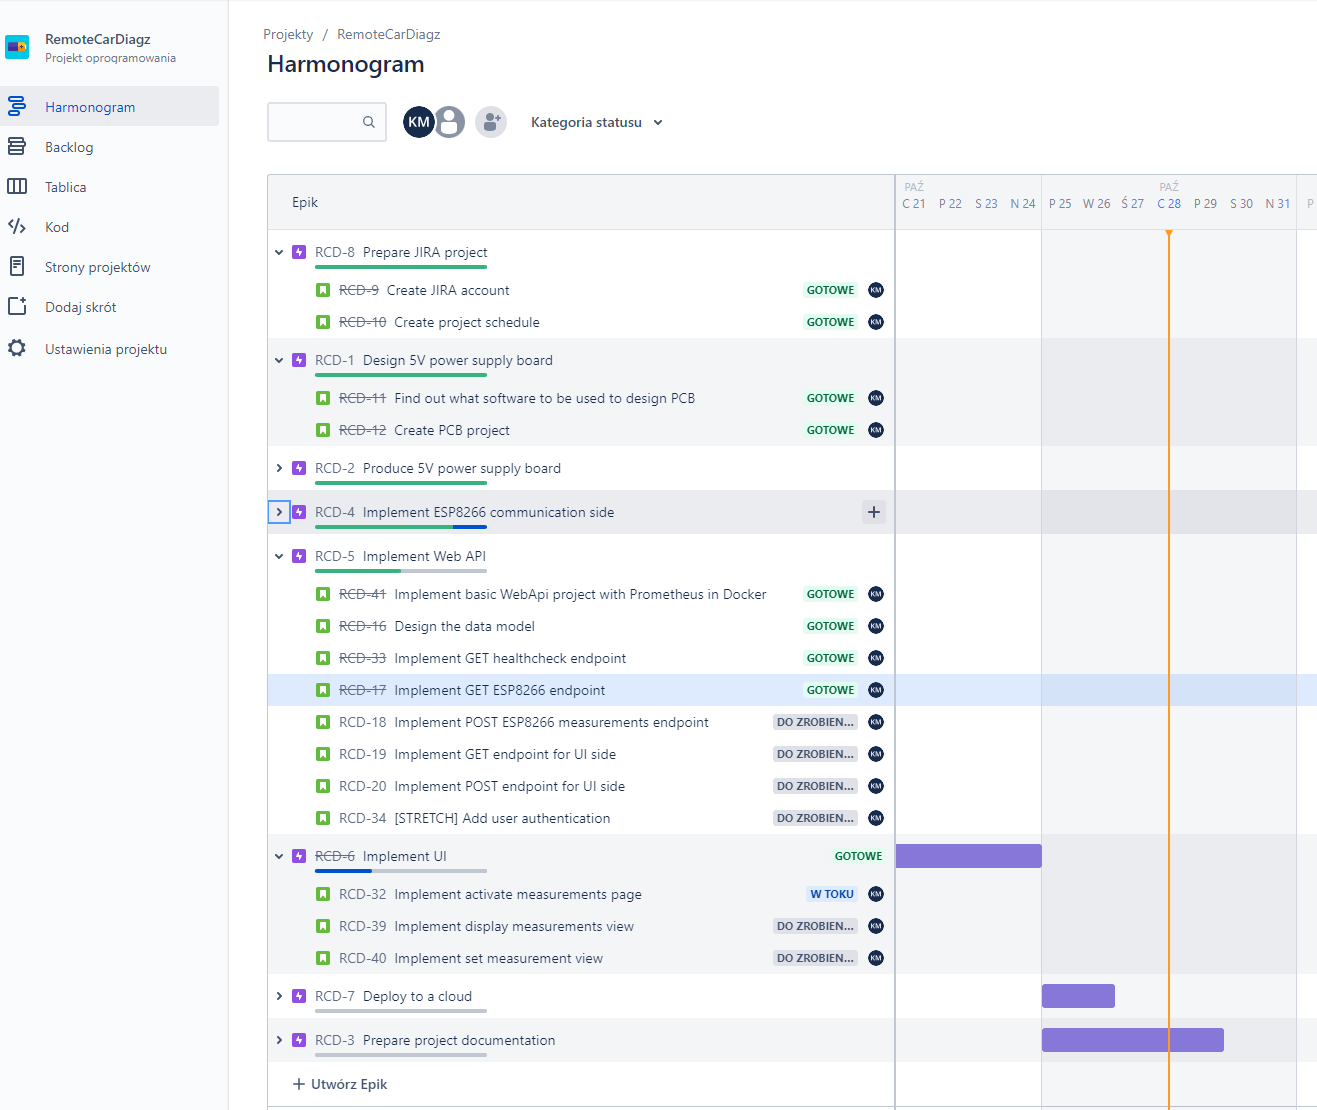 RemoteCarDiagz
Projekt oprogramowania
Harmonogram
Backlog
Tablica
Kod
Strony projektów
Dodaj skrót
Ustawienia projektu
Projekty / RemoteCarDiagz
Harmonogram
KM
Kategoria statusu
Epik
PAŹ PAŹ
C 21 P 22 S 23 N 24 P 25 W 26 Ś 27 C 28 P 29 S 30 N 31 P
RCD-8 Prepare JIRA project
RCD-9 Create JIRA account GOTOWE KM
RCD-10 Create project schedule GOTOWE KM
RCD-1 Design 5V power supply board
RCD-11 Find out what software to be used to design PCB GOTOWE KM
RCD-12 Create PCB project GOTOWE KM
RCD-2 Produce 5V power supply board
RCD-4 Implement ESP8266 communication side
RCD-5 Implement Web API
RCD-41 Implement basic WebApi project with Prometheus in Docker GOTOWE KM
RCD-16 Design the data model GOTOWE KM
RCD-33 Implement GET healthcheck endpoint GOTOWE KM
RCD-17 Implement GET ESP8266 endpoint GOTOWE KM
RCD-18 Implement POST ESP8266 measurements endpoint DO ZROBIEN... KM
RCD-19 Implement GET endpoint for UI side DO ZROBIEN... KM
RCD-20 Implement POST endpoint for UI side DO ZROBIEN... KM
RCD-34 [STRETCH] Add user authentication DO ZROBIEN... KM
RCD-6 Implement UI GOTOWE
RCD-32 Implement activate measurements page W TOKU KM
RCD-39 Implement display measurements view DO ZROBIEN... KM
RCD-40 Implement set measurement view DO ZROBIEN... KM
RCD-7 Deploy to a cloud
RCD-3 Prepare project documentation
+ Utwórz Epik